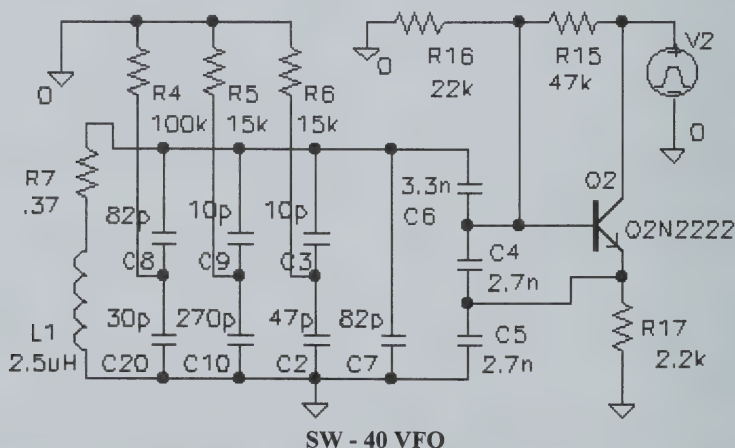 R16
22k
R15
47k
V2
0
0
0
R4
100k
R5
15k
R6
15k
R7
.37
82p
C8
10p
C9
10p
C3
3.3n
C6
Q2
Q2N2222
C4
2.7n
30p
C20
270p
C10
47p
C2
82p
C7
C5
2.7n
L1
2.5uH
R17
2.2k
SW - 40 VFO